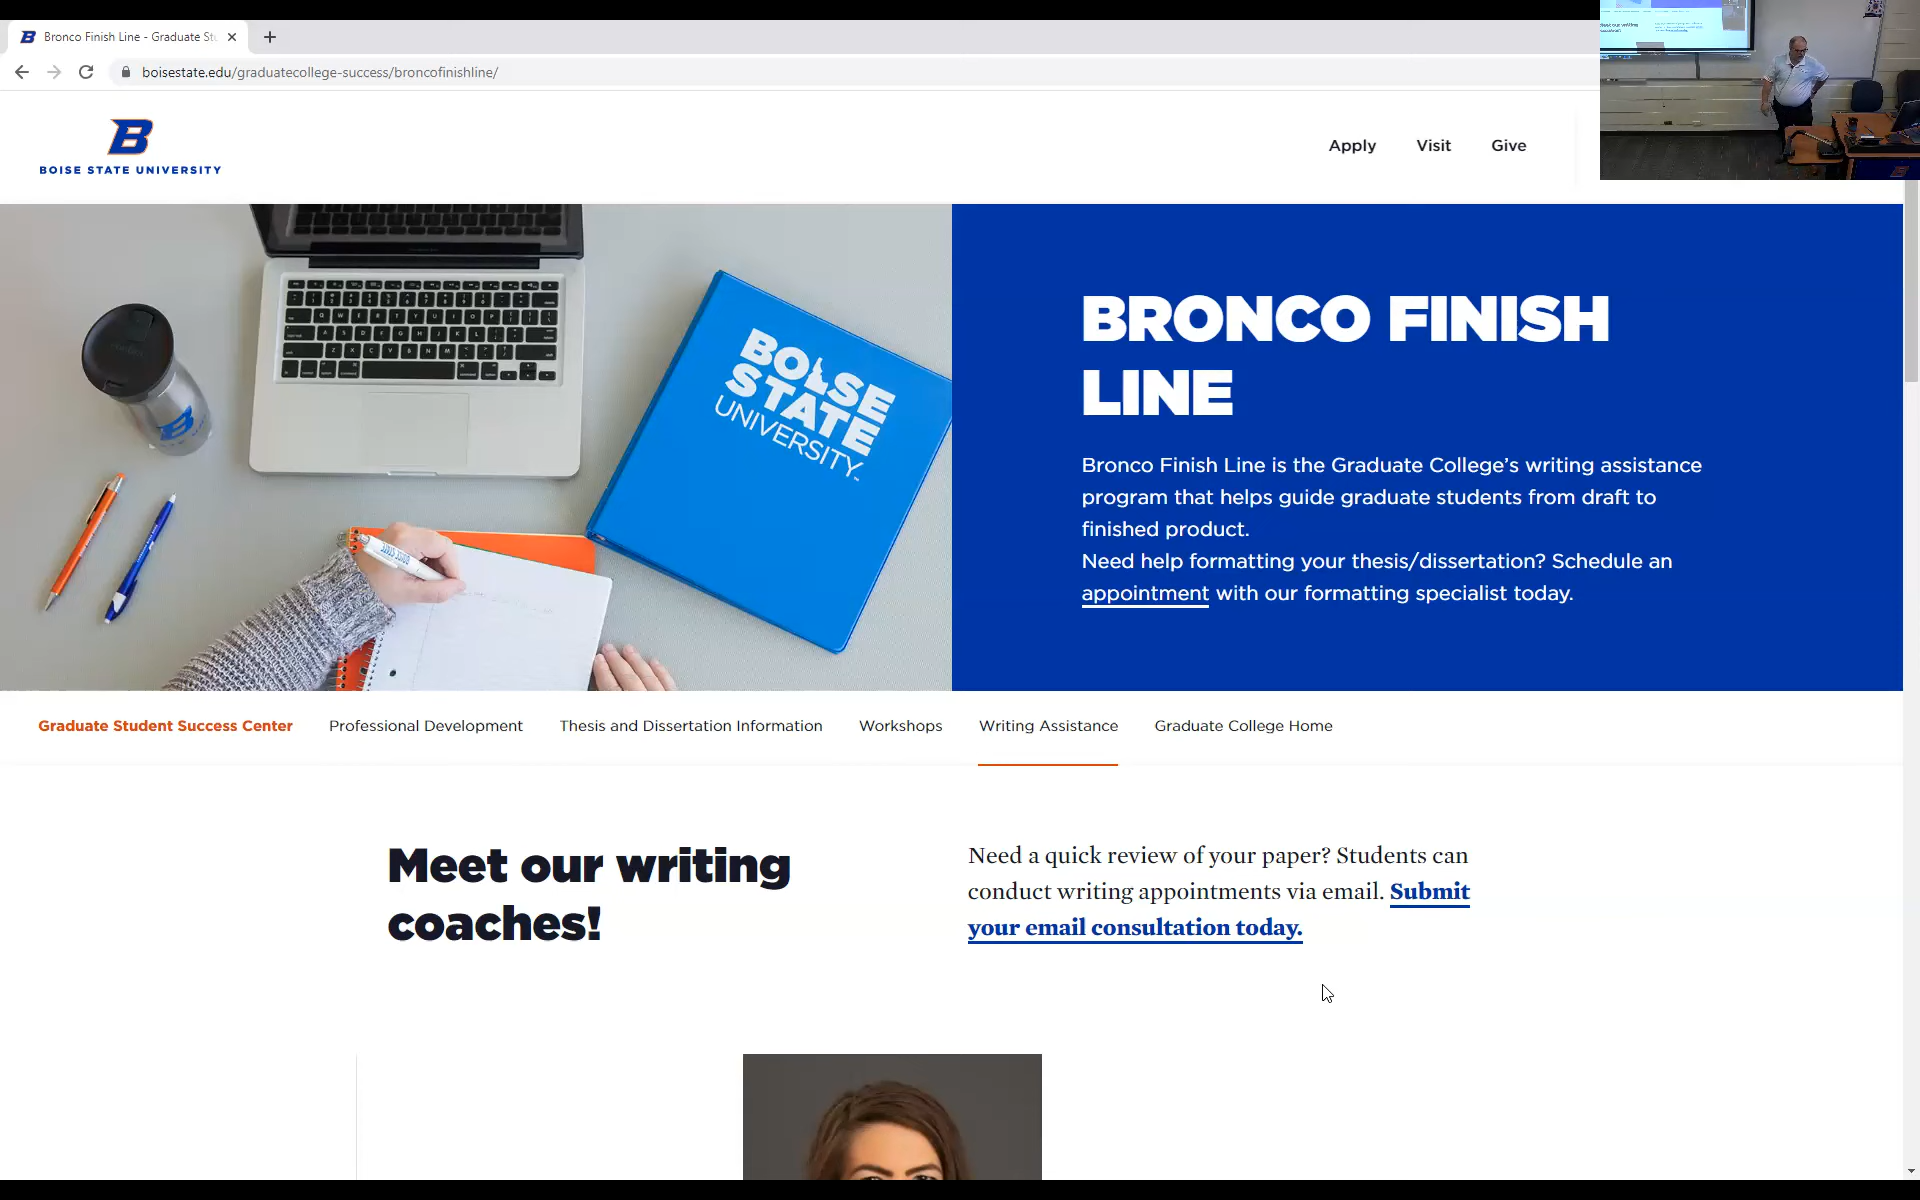 Bronco Finish Line - Graduate Stu
boisestate.edu/graduatecollege-success/broncofinishline/
B
BOISE STATE UNIVERSITY
Apply
Visit
Give
BOISE
STATE
UNIVERSITY
BRONCO FINISH
LINE
Bronco Finish Line is the Graduate College's writing assistance
program that helps guide graduate students from draft to
finished product.
Need help formatting your thesis/dissertation? Schedule an
appointment with our formatting specialist today.
Graduate Student Success Center
Professional Development
Thesis and Dissertation Information
Workshops
Writing Assistance
Graduate College Home
Meet our writing
coaches!
Need a quick review of your paper? Students can
conduct writing appointments via email. Submit
your email consultation today.